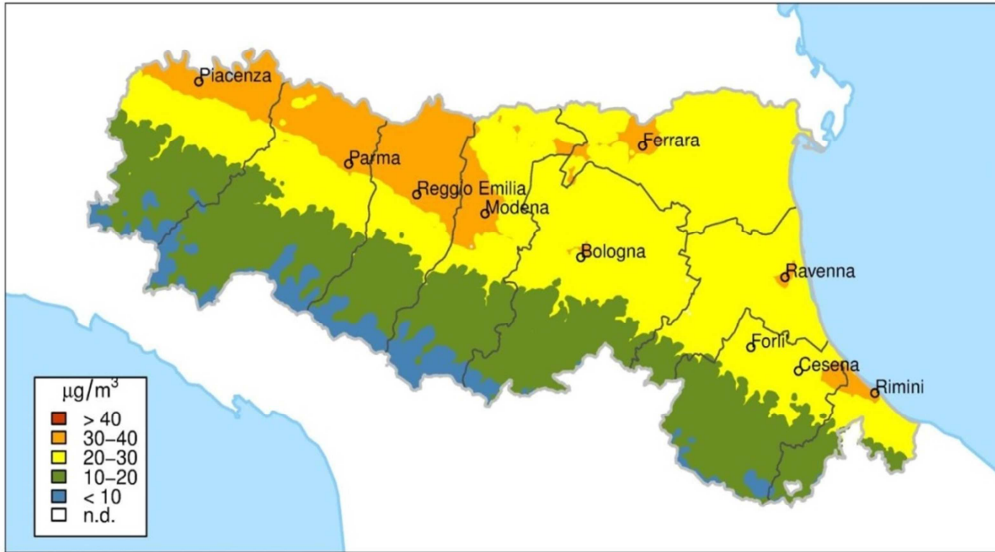 Piacenza
Parma
Reggio Emilia
Modena
Ferrara
Bologna
Ravenna
Forli'
Cesena
Rimini
μg/m³
> 40
30–40
20–30
10–20
< 10
n.d.